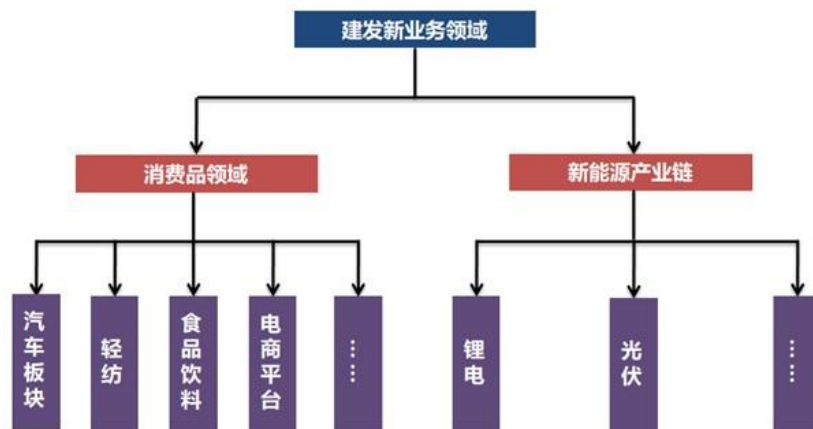 建发新业务领域
消费品领域
新能源产业链
汽车板块
轻纺
食品饮料
电商平台
……
锂电
光伏
……